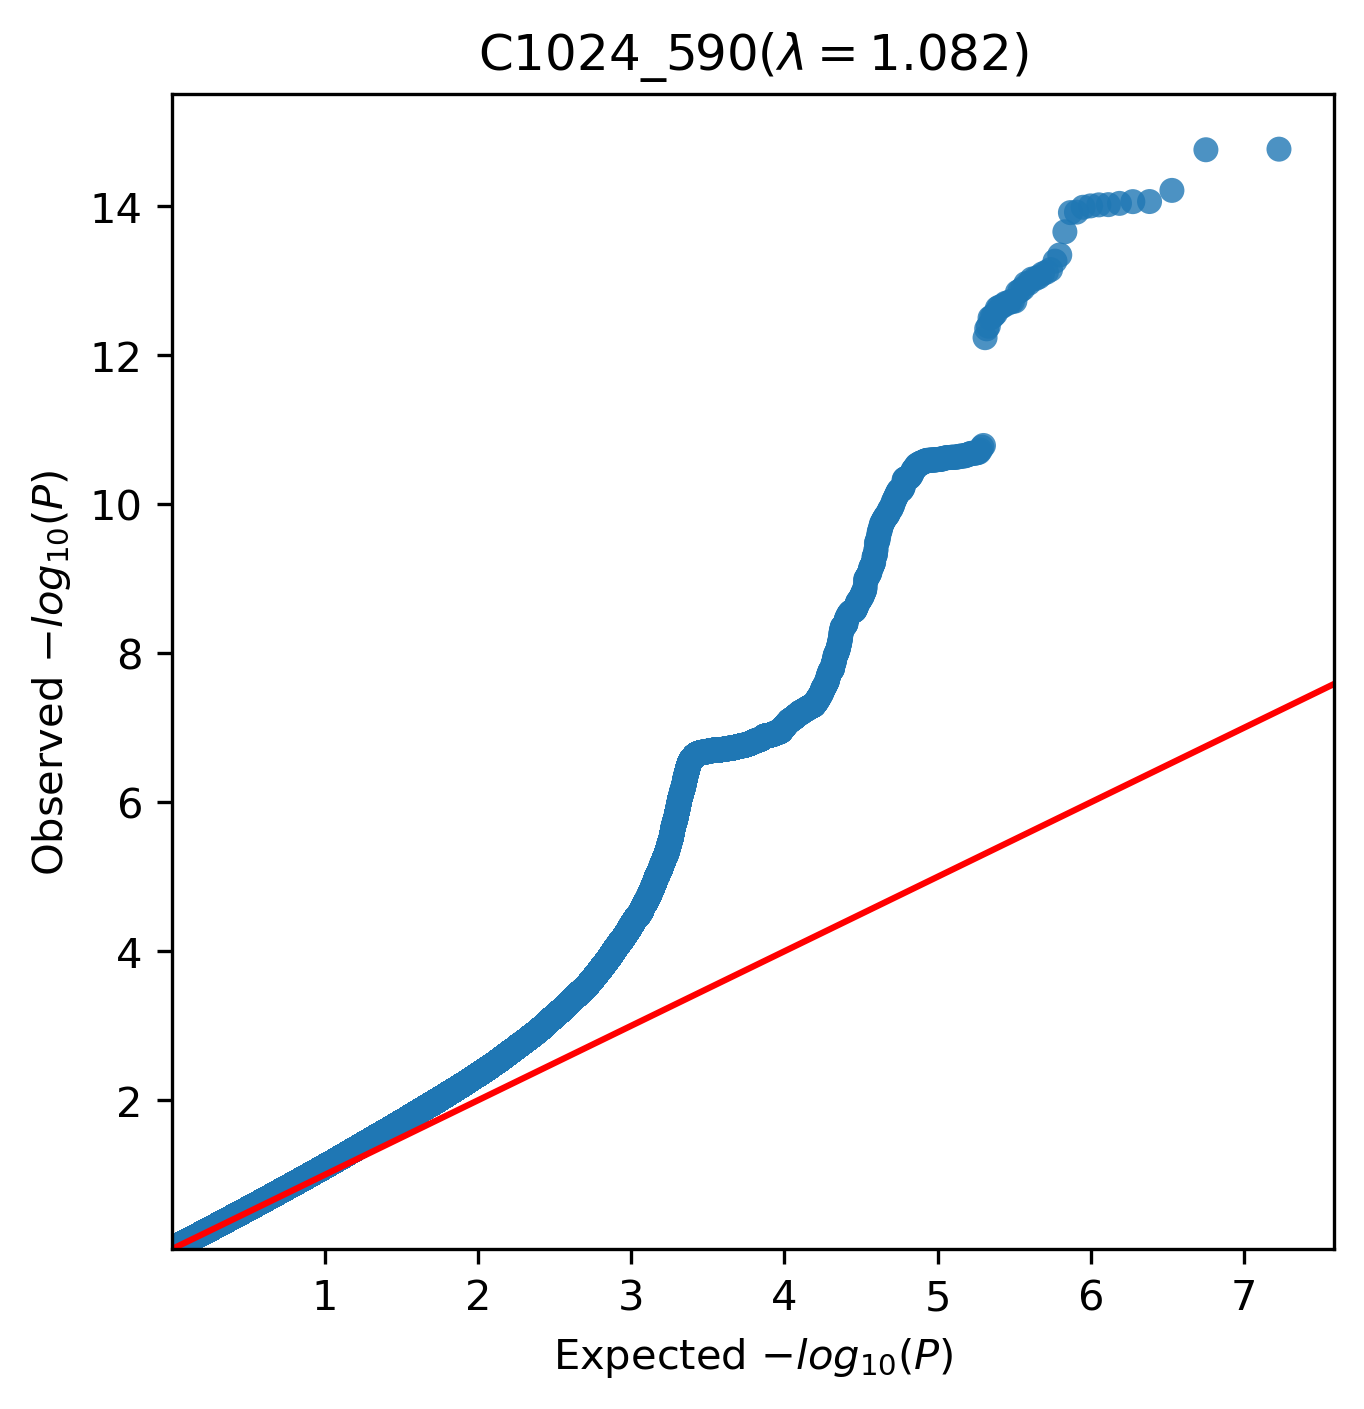 C1024_590(λ = 1.082)
Observed −log₁₀(P)
14
12
10
8
6
4
2
1 2 3 4 5 6 7
Expected −log₁₀(P)